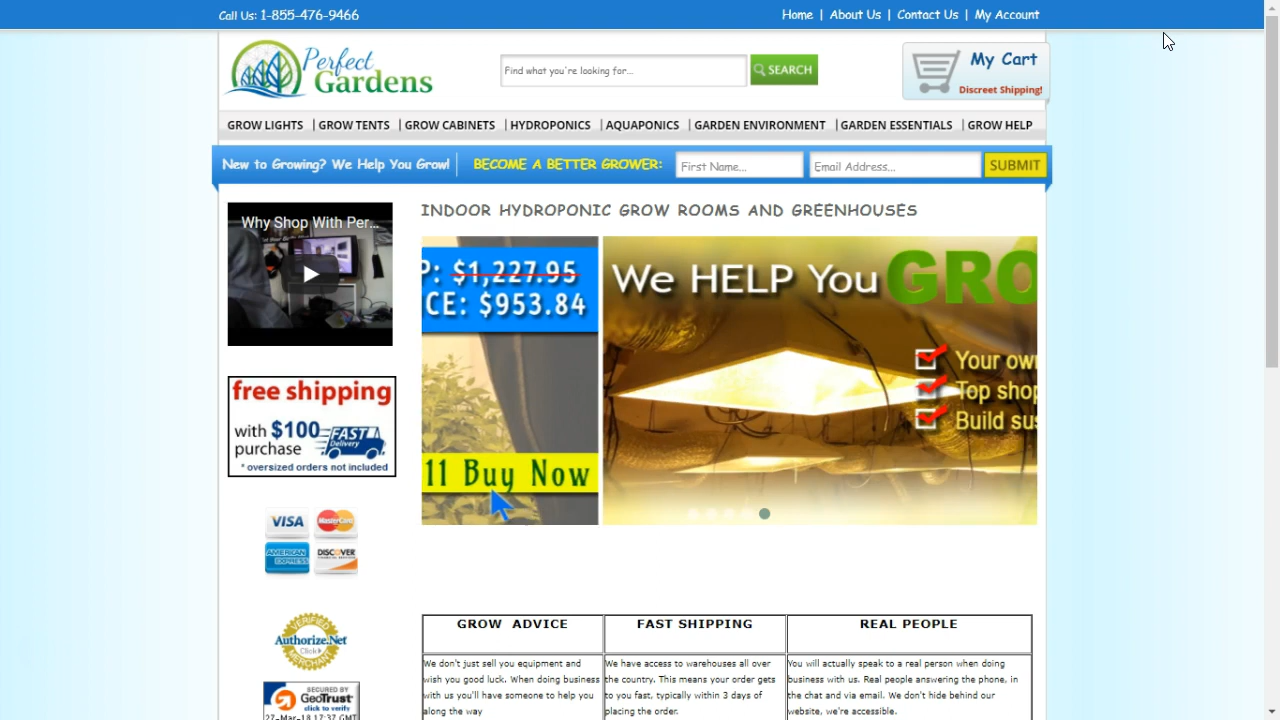 Call Us: 1-855-476-9466
Home | About Us | Contact Us | My Account
Perfect
Gardens
Find what you're looking for...
SEARCH
My Cart
Discreet Shipping!
GROW LIGHTS | GROW TENTS | GROW CABINETS | HYDROPONICS | AQUAPONICS | GARDEN ENVIRONMENT | GARDEN ESSENTIALS | GROW HELP
New to Growing? We Help You Grow!
BECOME A BETTER GROWER:
First Name...
Email Address...
SUBMIT
Why Shop With Per...
INDOOR HYDROPONIC GROW ROOMS AND GREENHOUSES
P: $1,227.95
CE: $953.84
11 Buy Now
We HELP You GRO
Your own
Top shop
Build sus
free shipping
with $100
purchase
FAST
Delivery
* oversized orders not included
VISA
MasterCard
AMERICAN
EXPRESS
DISCOVER
VERIFIED
Authorize.Net
Click
MERCHANT
SECURED BY
GeoTrust
click to verify
27-Mar-18 17:37 GMT
GROW ADVICE
We don't just sell you equipment and
wish you good luck. When doing business
with us you'll have someone to help you
along the way
FAST SHIPPING
We have access to warehouses all over
the country. This means your order gets
to you fast, typically within 3 days of
placing the order.
REAL PEOPLE
You will actually speak to a real person when doing
business with us. Real people answering the phone, in
the chat and via email. We don't hide behind our
website, we're accessible.